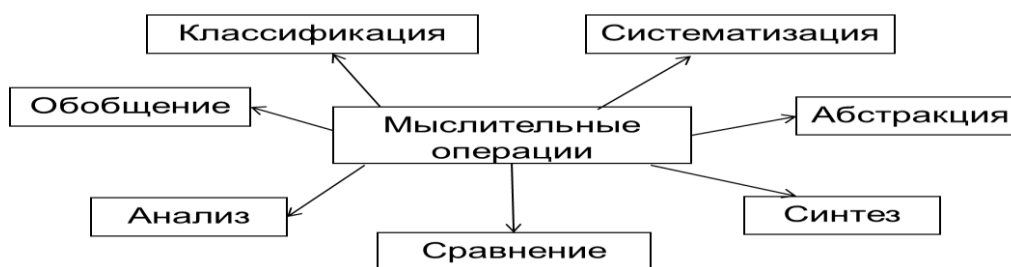 Классификация
Систематизация
Обобщение
Мыслительные
операции
Абстракция
Анализ
Синтез
Сравнение